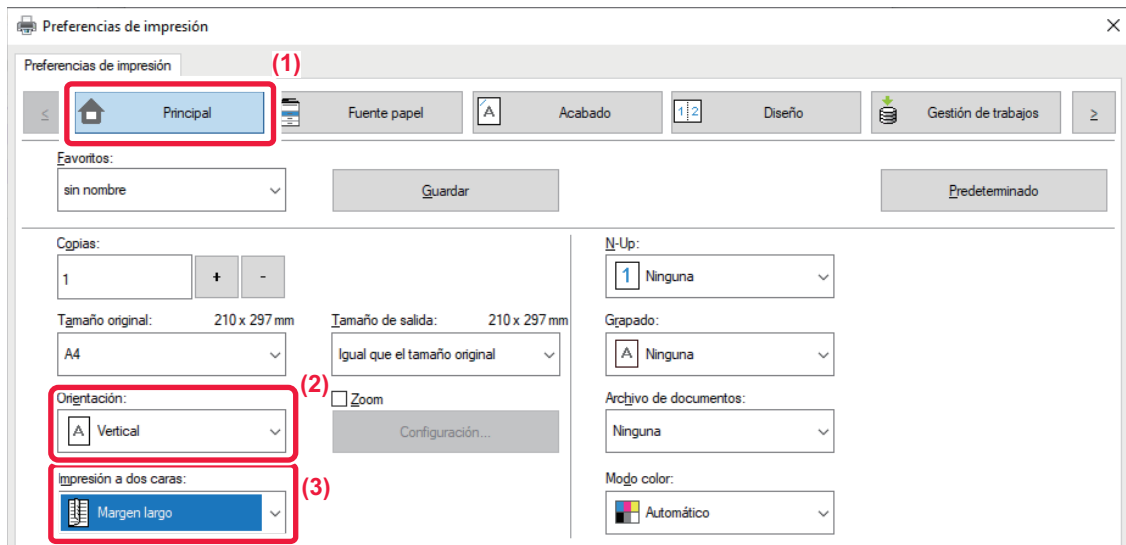 Preferencias de impresión
Preferencias de impresión
(1)
<
Principal
Fuente papel
A
Acabado
1 2
Diseño
Gestión de trabajos
>
Favoritos:
sin nombre
Guardar
Predeterminado
Copias:
1
+
-
N-Up:
1 Ninguna
Tamaño original: 210 x 297 mm
A4
Tamaño de salida: 210 x 297 mm
Igual que el tamaño original
Grapado:
A Ninguna
(2)
Orientación:
A Vertical
Zoom
Configuración...
Archivo de documentos:
Ninguna
(3)
Impresión a dos caras:
Margen largo
Modo color:
Automático